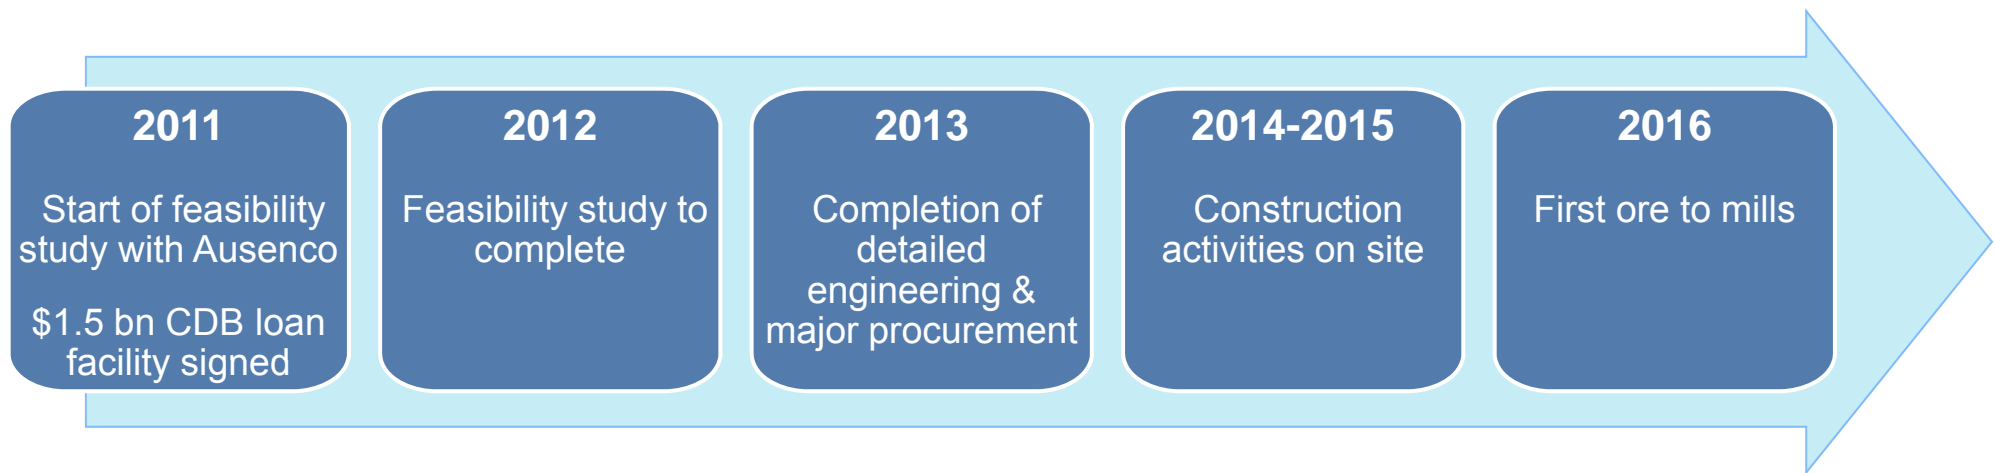 2011
Start of feasibility
study with Ausenco
$1.5 bn CDB loan
facility signed
2012
Feasibility study to
complete
2013
Completion of
detailed
engineering &
major procurement
2014-2015
Construction
activities on site
2016
First ore to mills